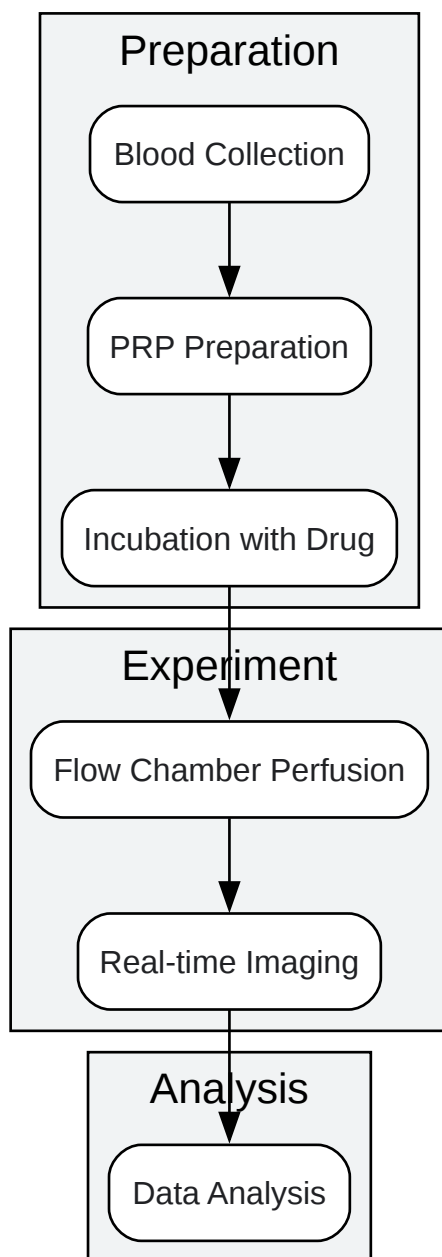 Preparation
Blood Collection
PRP Preparation
Incubation with Drug
Experiment
Flow Chamber Perfusion
Real-time Imaging
Analysis
Data Analysis